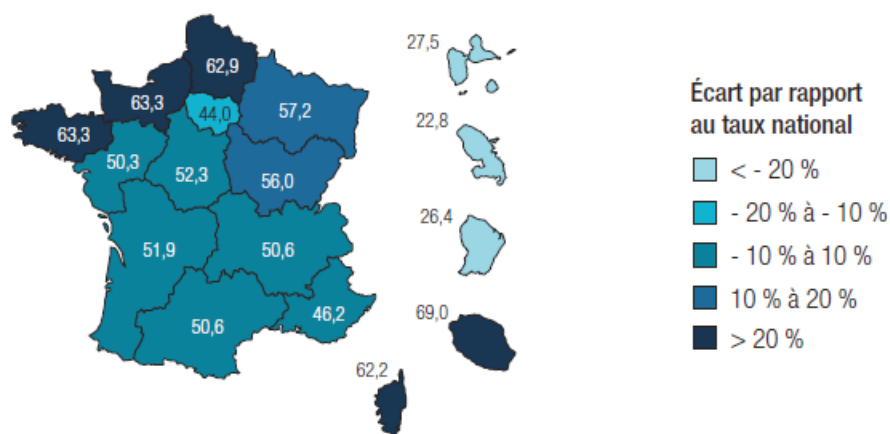 62,9
63,3
44,0
57,2
63,3
50,3
52,3
56,0
51,9
50,6
50,6
46,2
27,5
22,8
26,4
69,0
62,2
Écart par rapport
au taux national
< - 20 %
- 20 % à - 10 %
- 10 % à 10 %
10 % à 20 %
> 20 %